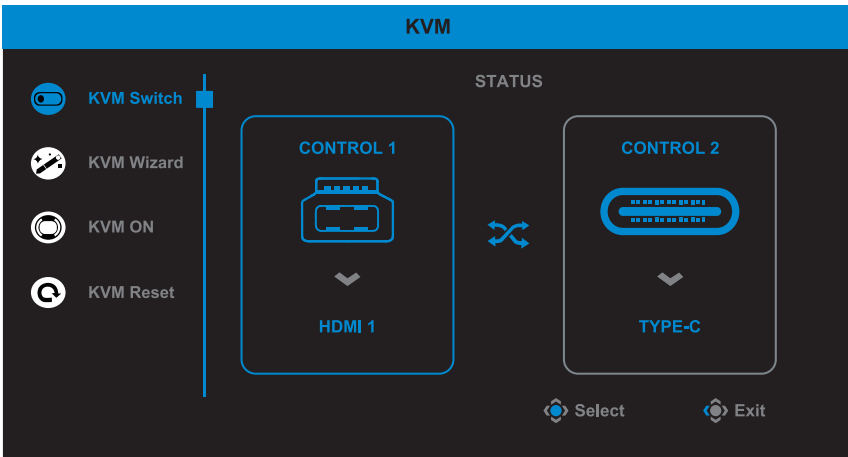 KVM
STATUS
KVM Switch
KVM Wizard
KVM ON
KVM Reset
CONTROL 1
HDMI 1
CONTROL 2
TYPE-C
Select
Exit